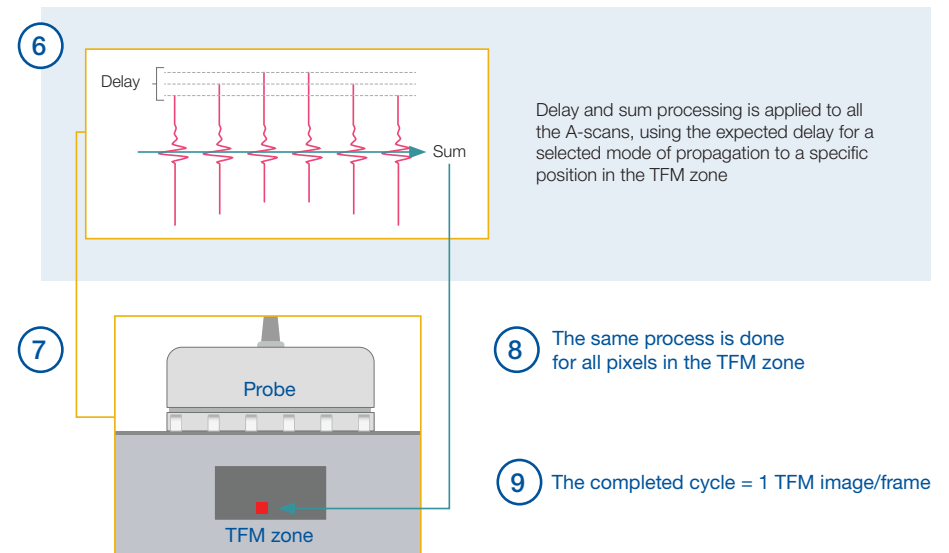 6
Delay
Sum
Delay and sum processing is applied to all
the A-scans, using the expected delay for a
selected mode of propagation to a specific
position in the TFM zone
7
Probe
TFM zone
8
The same process is done
for all pixels in the TFM zone
9
The completed cycle = 1 TFM image/frame